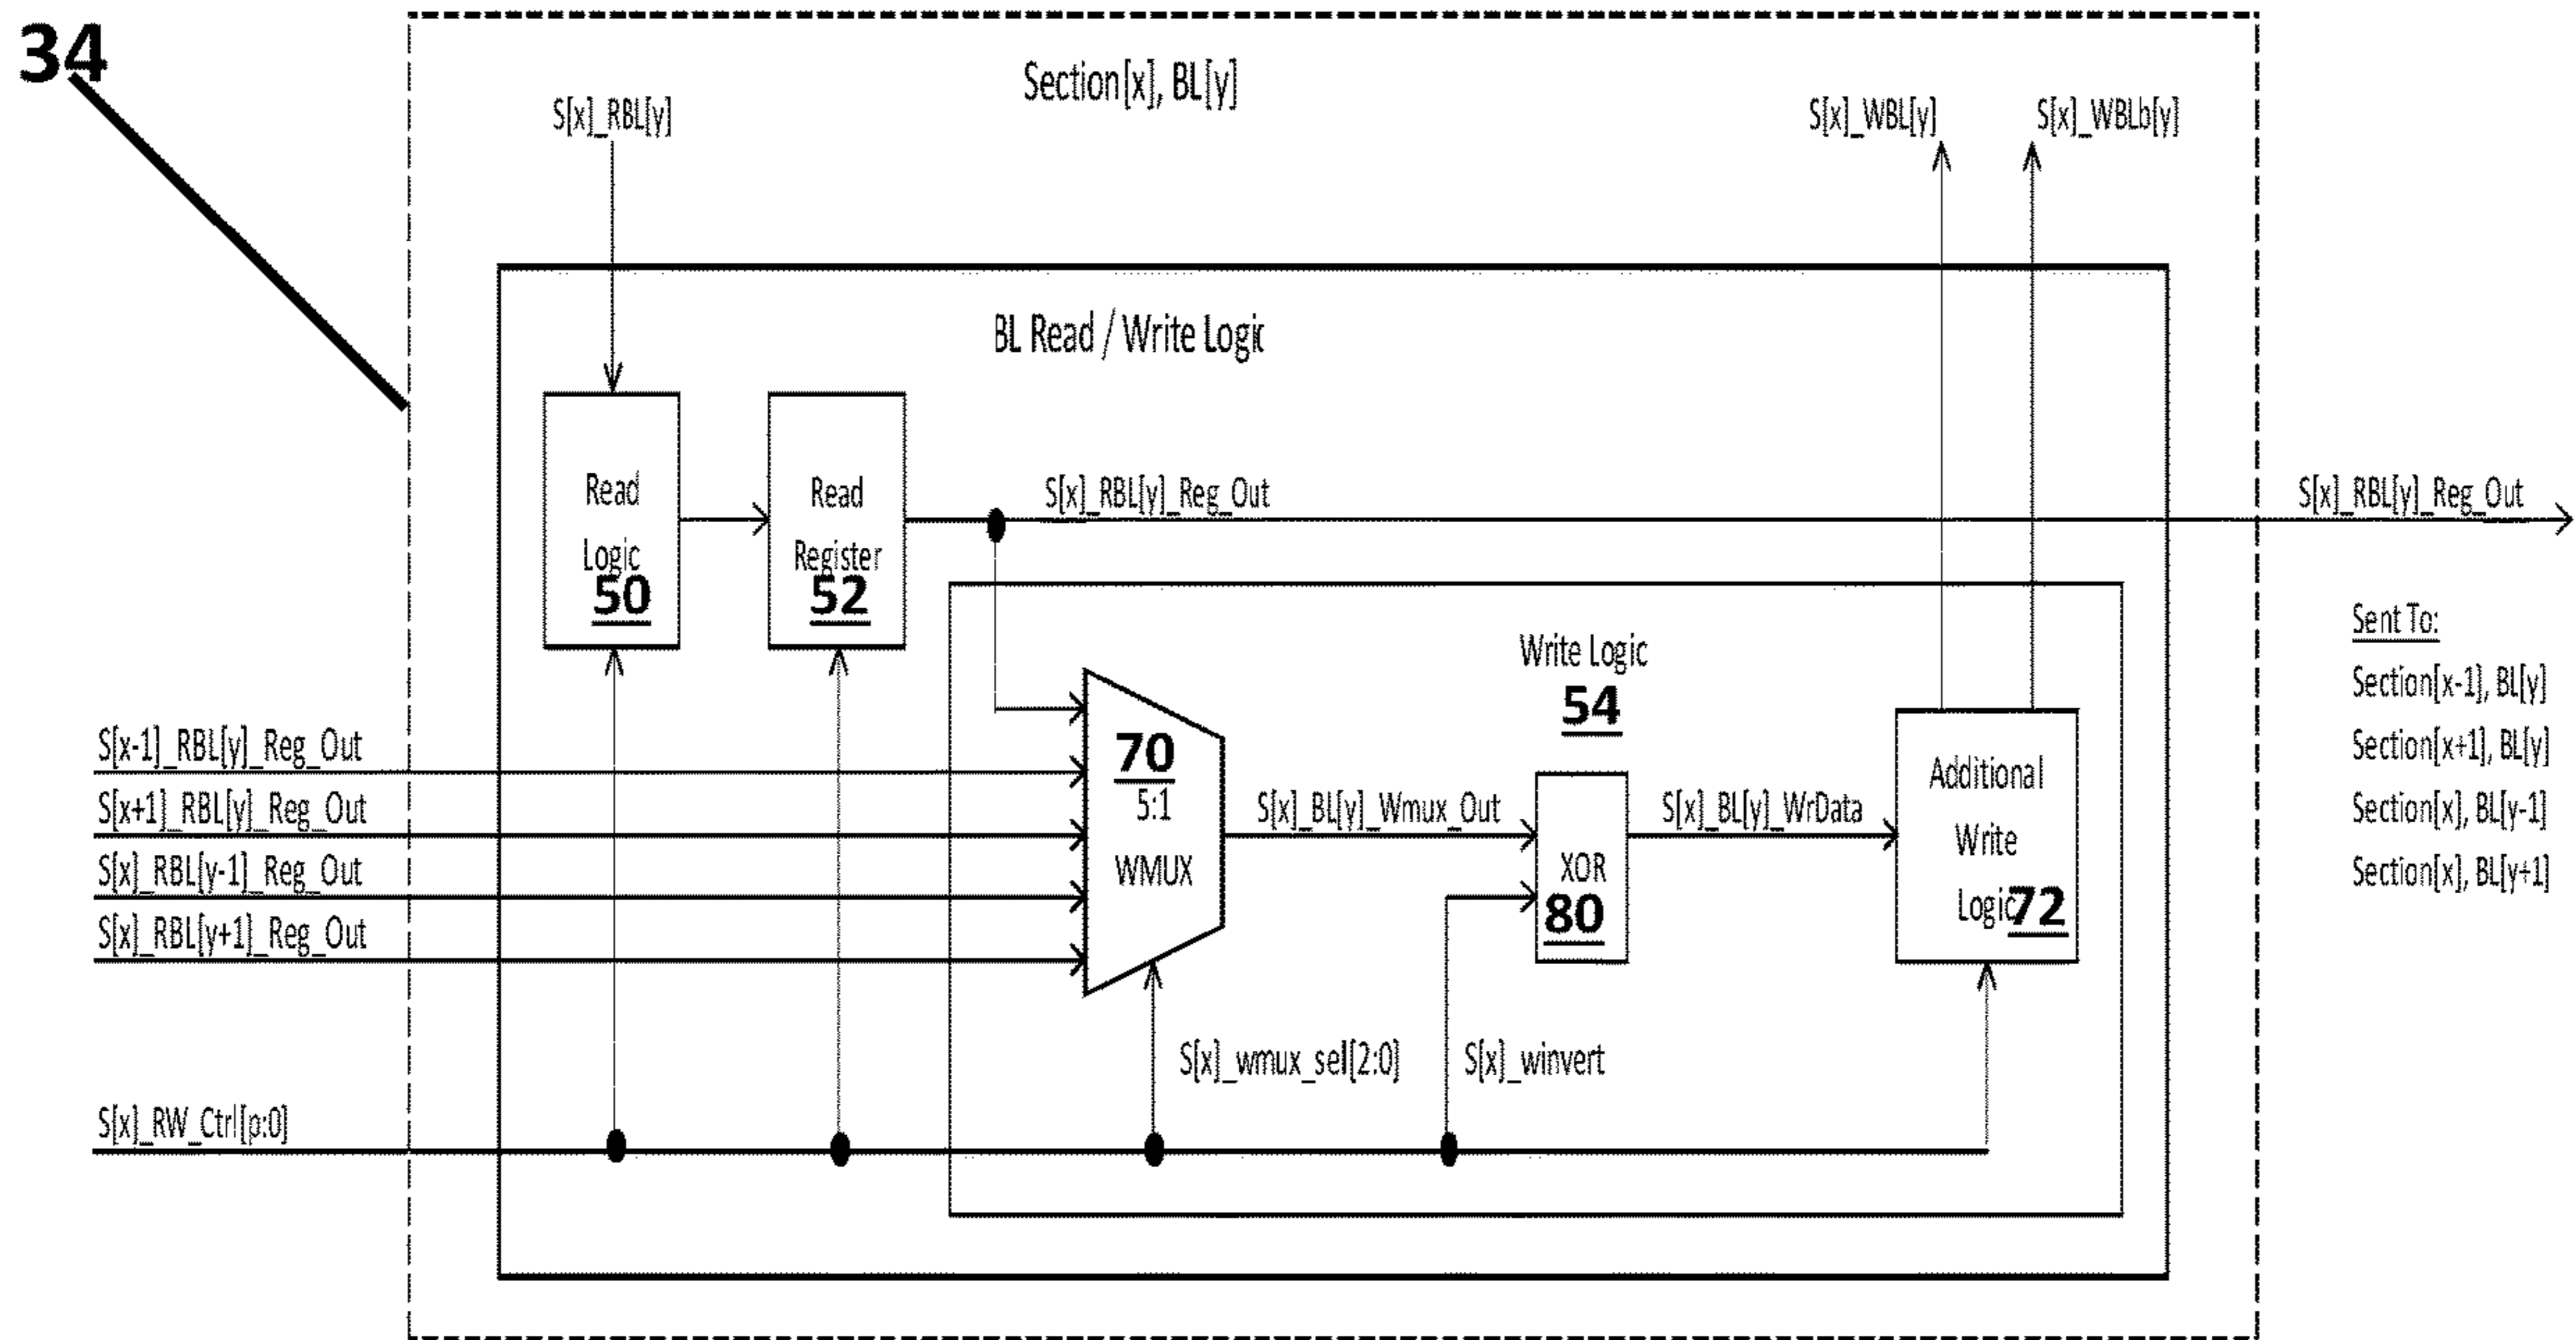 34
Section[x], BL[y]
S[x]_RBL[y]
S[x]_WBL[y]
S[x]_WBLb[y]
BL Read / Write Logic
Read
Logic
50
Read
Register
52
S[x]_RBL[y]_Reg_Out
S[x]_RBL[y]_Reg_Out
Sent To:
Section[x-1], BL[y]
Section[x+1], BL[y]
Section[x], BL[y-1]
Section[x], BL[y+1]
Write Logic
54
S[x-1]_RBL[y]_Reg_Out
S[x+1]_RBL[y]_Reg_Out
S[x]_RBL[y-1]_Reg_Out
S[x]_RBL[y+1]_Reg_Out
70
5:1
WMUX
S[x]_BL[y]_Wmux_Out
XOR
80
S[x]_BL[y]_WrData
Additional
Write
Logic
72
S[x]_wmux_sel[2:0]
S[x]_winvert
S[x]_RW_Ctrl[p:0]